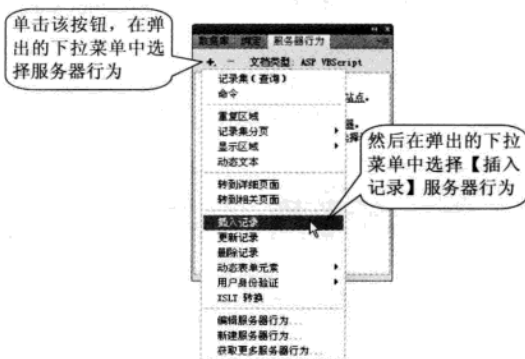 单击该按钮，在弹
出的下拉菜单中选
择服务器行为
数据库 绑定 服务器行为
文档类型: ASP VBScript
记录集(查询)
命令
站点。
重复区域
记录集分页
显示区域
动态文本
然后在弹出的下拉
菜单中选择【插入
记录】服务器行为
转到详细页面
转到相关页面
插入记录
更新记录
删除记录
动态表单元素
用户身份验证
XSLT 转换
编辑服务器行为...
新建服务器行为...
获取更多服务器行为...